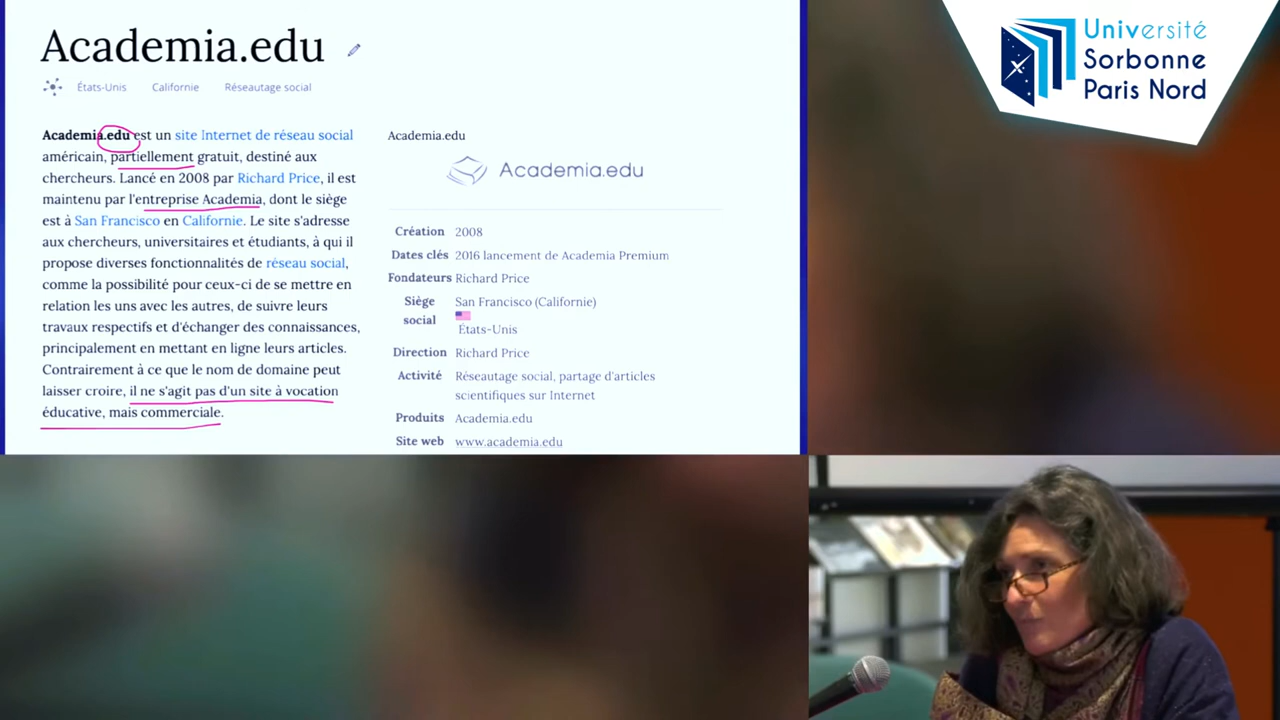 Academia.edu
États-Unis Californie Réseautage social
Academia.edu est un site Internet de réseau social
américain, partiellement gratuit, destiné aux
chercheurs. Lancé en 2008 par Richard Price, il est
maintenu par l'entreprise Academia, dont le siège
est à San Francisco en Californie. Le site s'adresse
aux chercheurs, universitaires et étudiants, à qui il
propose diverses fonctionnalités de réseau social,
comme la possibilité pour ceux-ci de se mettre en
relation les uns avec les autres, de suivre leurs
travaux respectifs et d'échanger des connaissances,
principalement en mettant en ligne leurs articles.
Contrairement à ce que le nom de domaine peut
laisser croire, il ne s'agit pas d'un site à vocation
éducative, mais commerciale.
Academia.edu
Academia.edu
Création 2008
Dates clés 2016 lancement de Academia Premium
Fondateurs Richard Price
Siège San Francisco (Californie)
social
États-Unis
Direction Richard Price
Activité Réseautage social, partage d'articles
scientifiques sur Internet
Produits Academia.edu
Site web www.academia.edu
Université
Sorbonne
Paris Nord